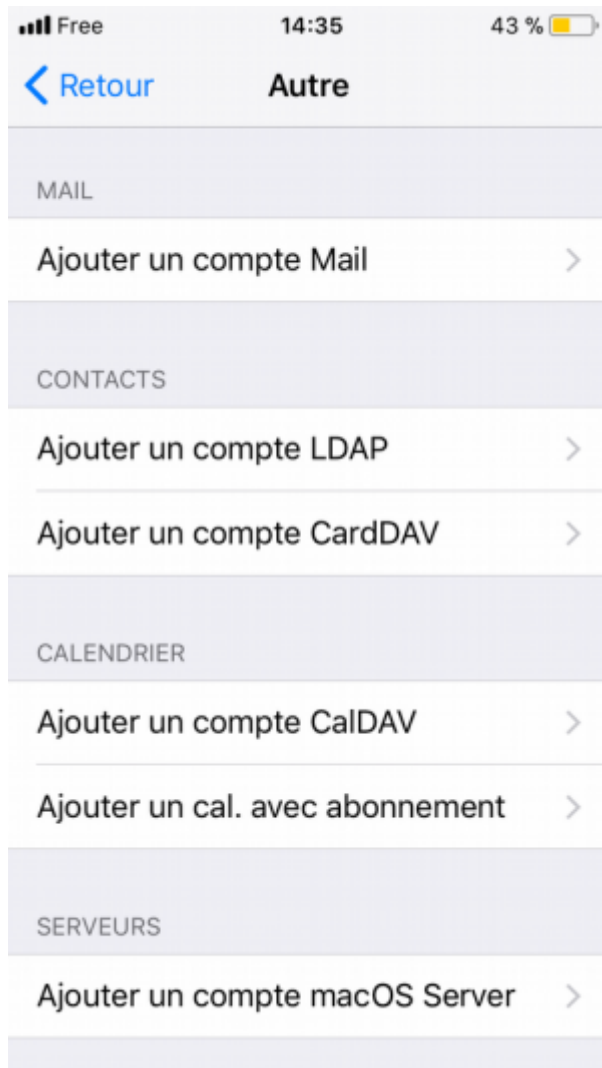 Free 14:35 43 %
Retour Autre
MAIL
Ajouter un compte Mail
CONTACTS
Ajouter un compte LDAP
Ajouter un compte CardDAV
CALENDRIER
Ajouter un compte CalDAV
Ajouter un cal. avec abonnement
SERVEURS
Ajouter un compte macOS Server